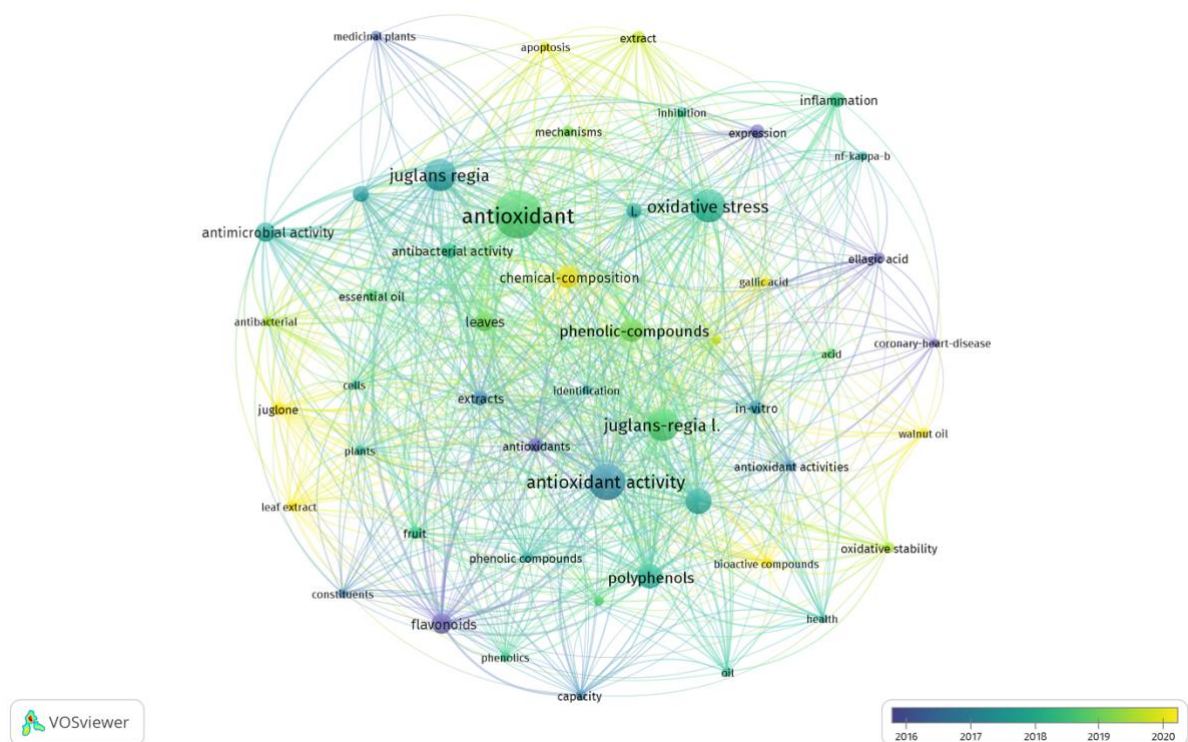 medicinal plants
apoptosis
extract
inflammation
inhibition
mechanisms
expression
nf-kappa-b
juglans regia
antioxidant
l.
oxidative stress
antimicrobial activity
antibacterial activity
ellagic acid
chemical-composition
gallic acid
essential oil
antibacterial
leaves
phenolic-compounds
coronary-heart-disease
acid
cells
identification
extracts
juglone
in-vitro
juglans-regia l.
walnut oil
antioxidants
plants
antioxidant activities
antioxidant activity
leaf extract
fruit
oxidative stability
phenolic compounds
bioactive compounds
polyphenols
constituents
flavonoids
health
phenolics
oil
capacity
VOSviewer
2016 2017 2018 2019 2020